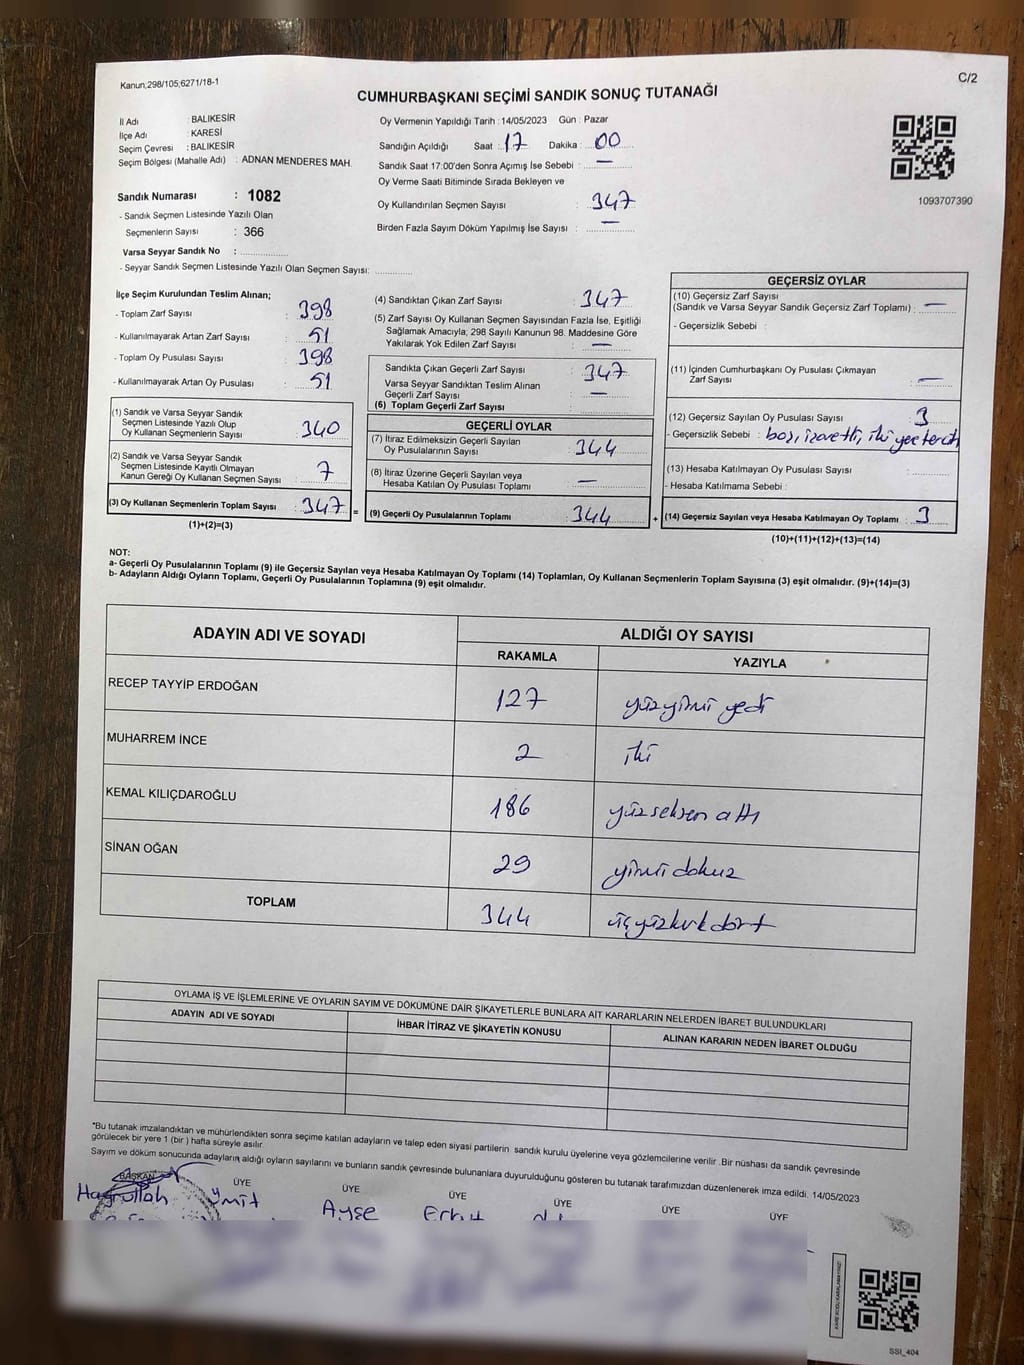 Kanun,298/105;6271/18-1
C/2
CUMHURBAŞKANI SEÇİMİ SANDIK SONUÇ TUTANAĞI
İl Adı : BALIKESİR
İlçe Adı : KARESİ
Seçim Çevresi : BALIKESİR
Seçim Bölgesi (Mahalle Adı) : ADNAN MENDERES MAH.
Sandık Numarası : 1082
- Sandık Seçmen Listesinde Yazılı Olan
Seçmenlerin Sayısı : 366
Varsa Seyyar Sandık No :
- Seyyar Sandık Seçmen Listesinde Yazılı Olan Seçmen Sayısı:
Oy Vermenin Yapıldığı Tarih : 14/05/2023 Gün : Pazar
Sandığın Açıldığı Saat : 17 Dakika : 00
Sandık Saat 17:00'den Sonra Açımış İse Sebebi : —
Oy Verme Saati Bitiminde Sırada Bekleyen ve
Oy Kullandırılan Seçmen Sayısı : 347
Birden Fazla Sayım Döküm Yapılmış İse Sayısı : —
1093707390
İlçe Seçim Kurulundan Teslim Alınan;
- Toplam Zarf Sayısı : 398
- Kullanılmayarak Artan Zarf Sayısı : 51
- Toplam Oy Pusulası Sayısı : 398
- Kullanılmayarak Artan Oy Pusulası : 51
(1) Sandık ve Varsa Seyyar Sandık
Seçmen Listesinde Yazılı Olup
Oy Kullanan Seçmenlerin Sayısı : 340
(2) Sandık ve Varsa Seyyar Sandık
Seçmen Listesinde Kayıtlı Olmayan
Kanun Gereği Oy Kullanan Seçmen Sayısı : 7
(3) Oy Kullanan Seçmenlerin Toplam Sayısı : 347 =
(1)+(2)=(3)
(4) Sandıktan Çıkan Zarf Sayısı : 347
(5) Zarf Sayısı Oy Kullanan Seçmen Sayısından Fazla İse, Eşitliği
Sağlamak Amacıyla; 298 Sayılı Kanunun 98. Maddesine Göre
Yakılarak Yok Edilen Zarf Sayısı : —
Sandıkta Çıkan Geçerli Zarf Sayısı : 347
Varsa Seyyar Sandıktan Teslim Alınan
Geçerli Zarf Sayısı : —
(6) Toplam Geçerli Zarf Sayısı :
GEÇERLİ OYLAR
(7) İtiraz Edilmeksizin Geçerli Sayılan
Oy Pusulalarının Sayısı : 344
(8) İtiraz Üzerine Geçerli Sayılan veya
Hesaba Katılan Oy Pusulası Toplamı : —
(9) Geçerli Oy Pusulalarının Toplamı : 344 +
GEÇERSİZ OYLAR
(10) Geçersiz Zarf Sayısı
(Sandık ve Varsa Seyyar Sandık Geçersiz Zarf Toplamı) : —
- Geçersizlik Sebebi :
(11) İçinden Cumhurbaşkanı Oy Pusulası Çıkmayan
Zarf Sayısı : —
(12) Geçersiz Sayılan Oy Pusulası Sayısı : 3
- Geçersizlik Sebebi : boş,
(13) Hesaba Katılmayan Oy Pusulası Sayısı :
- Hesaba Katılmama Sebebi :
(14) Geçersiz Sayılan veya Hesaba Katılmayan Oy Toplamı : 3
(10)+(11)+(12)+(13)=(14)
NOT:
a- Geçerli Oy Pusulalarının Toplamı (9) ile Geçersiz Sayılan veya Hesaba Katılmayan Oy Toplamı (14) Toplamları, Oy Kullanan Seçmenlerin Toplam Sayısına (3) eşit olmalıdır. (9)+(14)=(3)
b- Adayların Aldığı Oyların Toplamı, Geçerli Oy Pusulalarının Toplamına (9) eşit olmalıdır.
ADAYIN ADI VE SOYADI
ALDIĞI OY SAYISI
RAKAMLA YAZIYLA
RECEP TAYYİP ERDOĞAN 127 yüzyirmi yedi
MUHARREM İNCE 2 iki
KEMAL KILIÇDAROĞLU 186 yüzseksen altı
SİNAN OĞAN 29 yirmi dokuz
TOPLAM 344 üçyüzkırkdört
OYLAMA İŞ VE İŞLEMLERİNE VE OYLARIN SAYIM VE DÖKÜMÜNE DAİR ŞİKAYETLERLE BUNLARA AİT KARARLARIN NELERDEN İBARET BULUNDUKLARI
ADAYIN ADI VE SOYADI İHBAR İTİRAZ VE ŞİKAYETİN KONUSU ALINAN KARARIN NEDEN İBARET OLDUĞU
"Bu tutanak imzalandıktan ve mühürlendikten sonra seçime katılan adayların ve talep eden siyasi partilerin sandık kurulu üyelerine veya gözlemcilerine verilir .Bir nüshası da sandık çevresinde
görülecek bir yere 1 (bir ) hafta süreyle asılır.
Sayım ve döküm sonucunda adayların aldığı oyların sayılarını ve bunların sandık çevresinde bulunanlara duyurulduğunu gösteren bu tutanak tarafımızdan düzenlenerek imza edildi. 14/05/2023
BAŞKAN ÜYE ÜYE ÜYE ÜYE ÜYE ÜYE
Hayrullah Ümit Ayşe
SSI_404